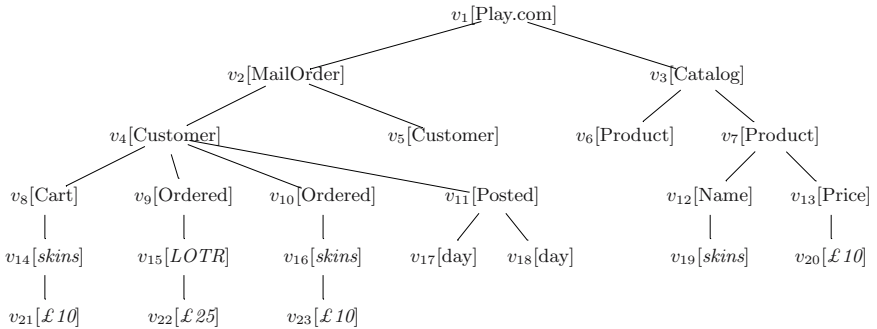 v1[Play.com]
v2[MailOrder] v3[Catalog]
v4[Customer] v5[Customer] v6[Product] v7[Product]
v8[Cart] v9[Ordered] v10[Ordered] v11[Posted] v12[Name] v13[Price]
v14[skins] v15[LOTR] v16[skins] v17[day] v18[day] v19[skins] v20[£10]
v21[£10] v22[£25] v23[£10]